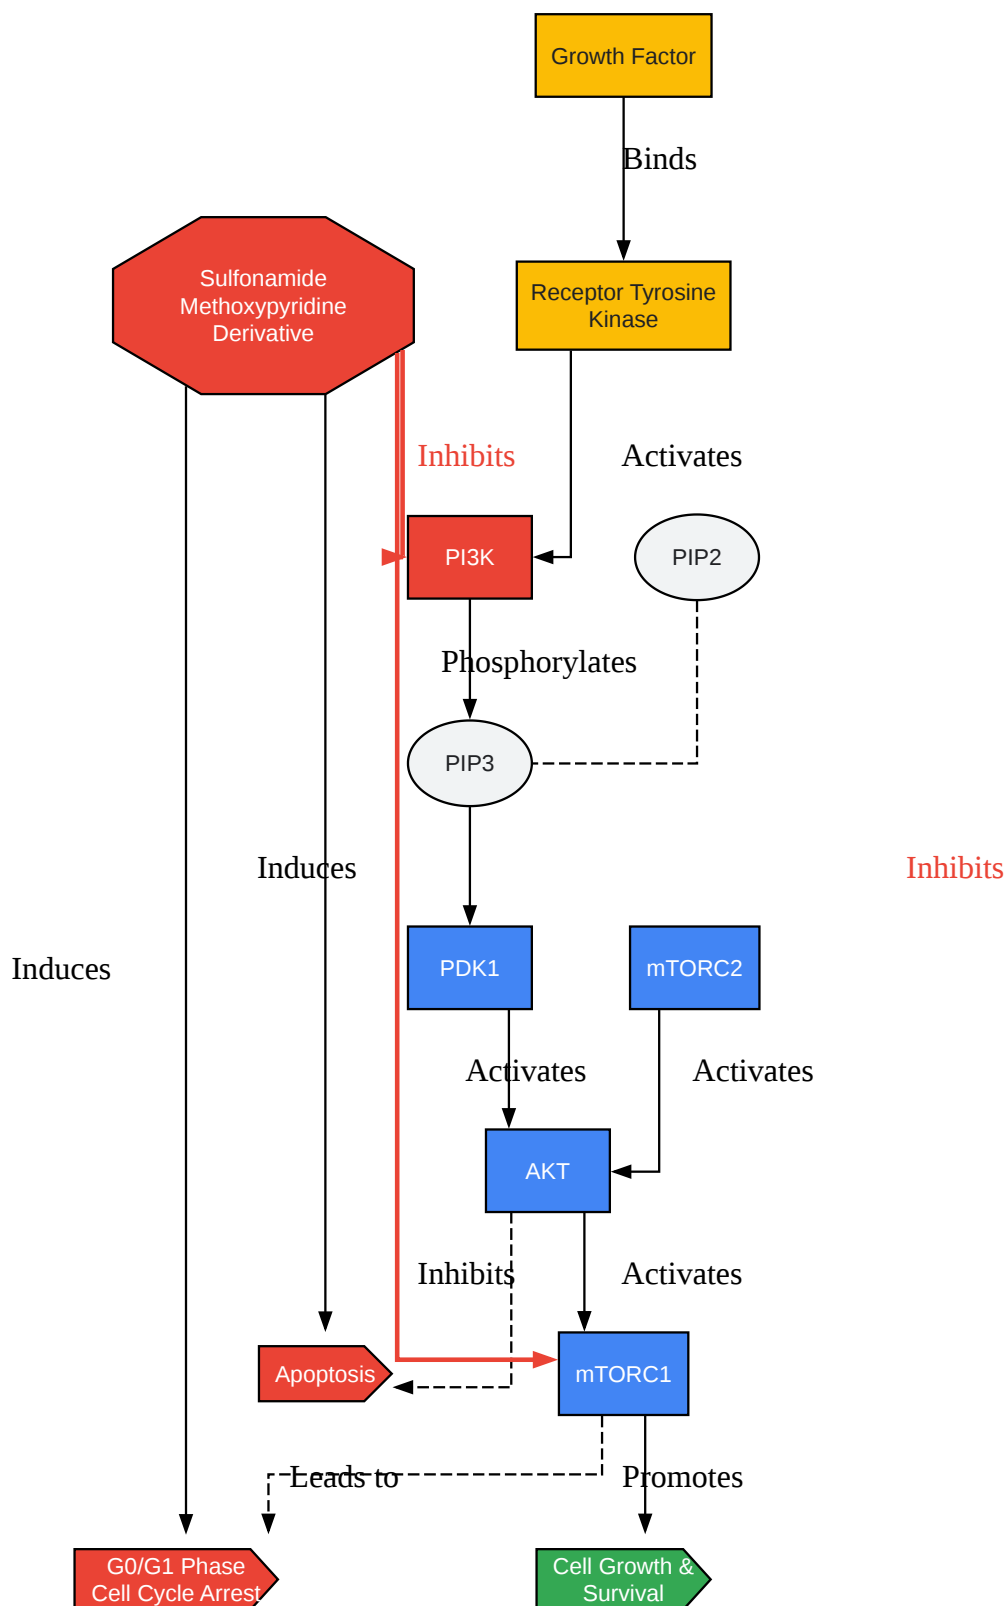 Growth Factor
Binds
Sulfonamide
Methoxypyridine
Derivative
Receptor Tyrosine
Kinase
Inhibits
Activates
PI3K
PIP2
Phosphorylates
PIP3
Induces
Inhibits
Induces
PDK1
mTORC2
Activates
Activates
AKT
Inhibits
Activates
Apoptosis
mTORC1
Leads to
Promotes
G0/G1 Phase
Cell Cycle Arrest
Cell Growth &
Survival